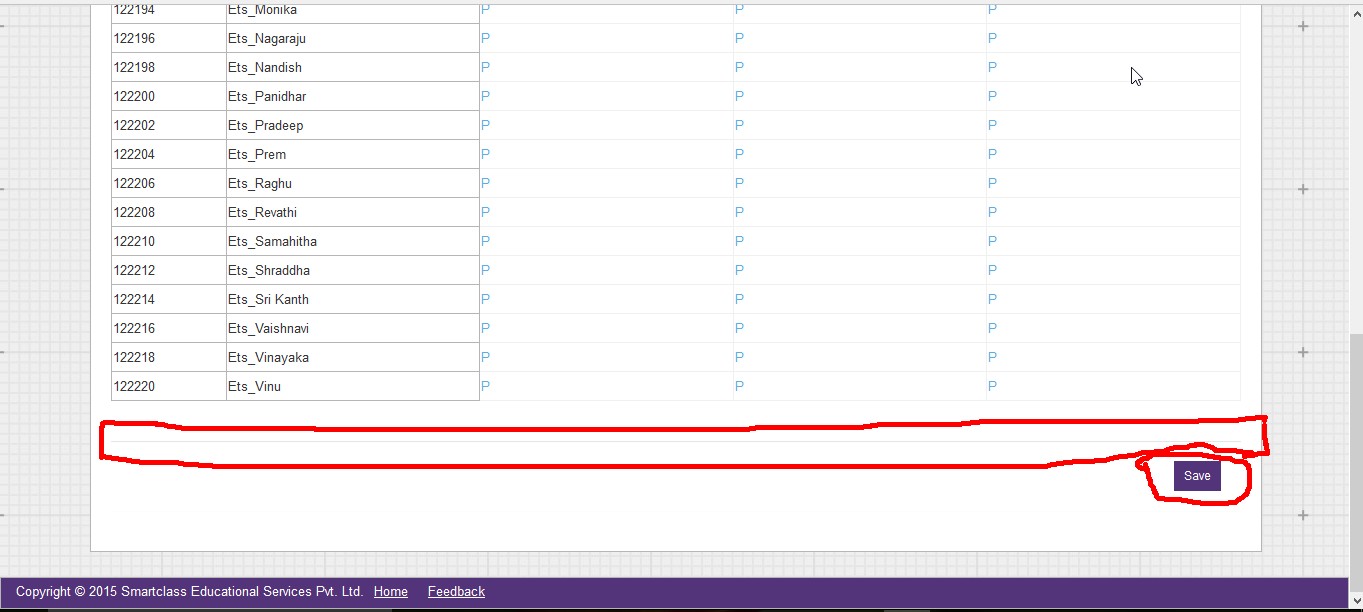 122194 Ets_Monika P P P
122196 Ets_Nagaraju P P P
122198 Ets_Nandish P P P
122200 Ets_Panidhar P P P
122202 Ets_Pradeep P P P
122204 Ets_Prem P P P
122206 Ets_Raghu P P P
122208 Ets_Revathi P P P
122210 Ets_Samahitha P P P
122212 Ets_Shraddha P P P
122214 Ets_Sri Kanth P P P
122216 Ets_Vaishnavi P P P
122218 Ets_Vinayaka P P P
122220 Ets_Vinu P P P
Save
Copyright © 2015 Smartclass Educational Services Pvt. Ltd. Home Feedback